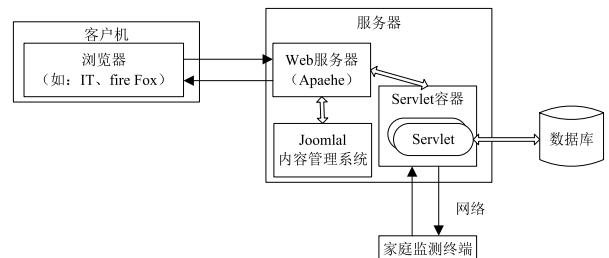 客户机
浏览器
（如：IT、fire Fox）
服务器
Web服务器
（Apaehe）
Servlet容器
Servlet
Joomlal
内容管理系统
数据库
网络
家庭监测终端